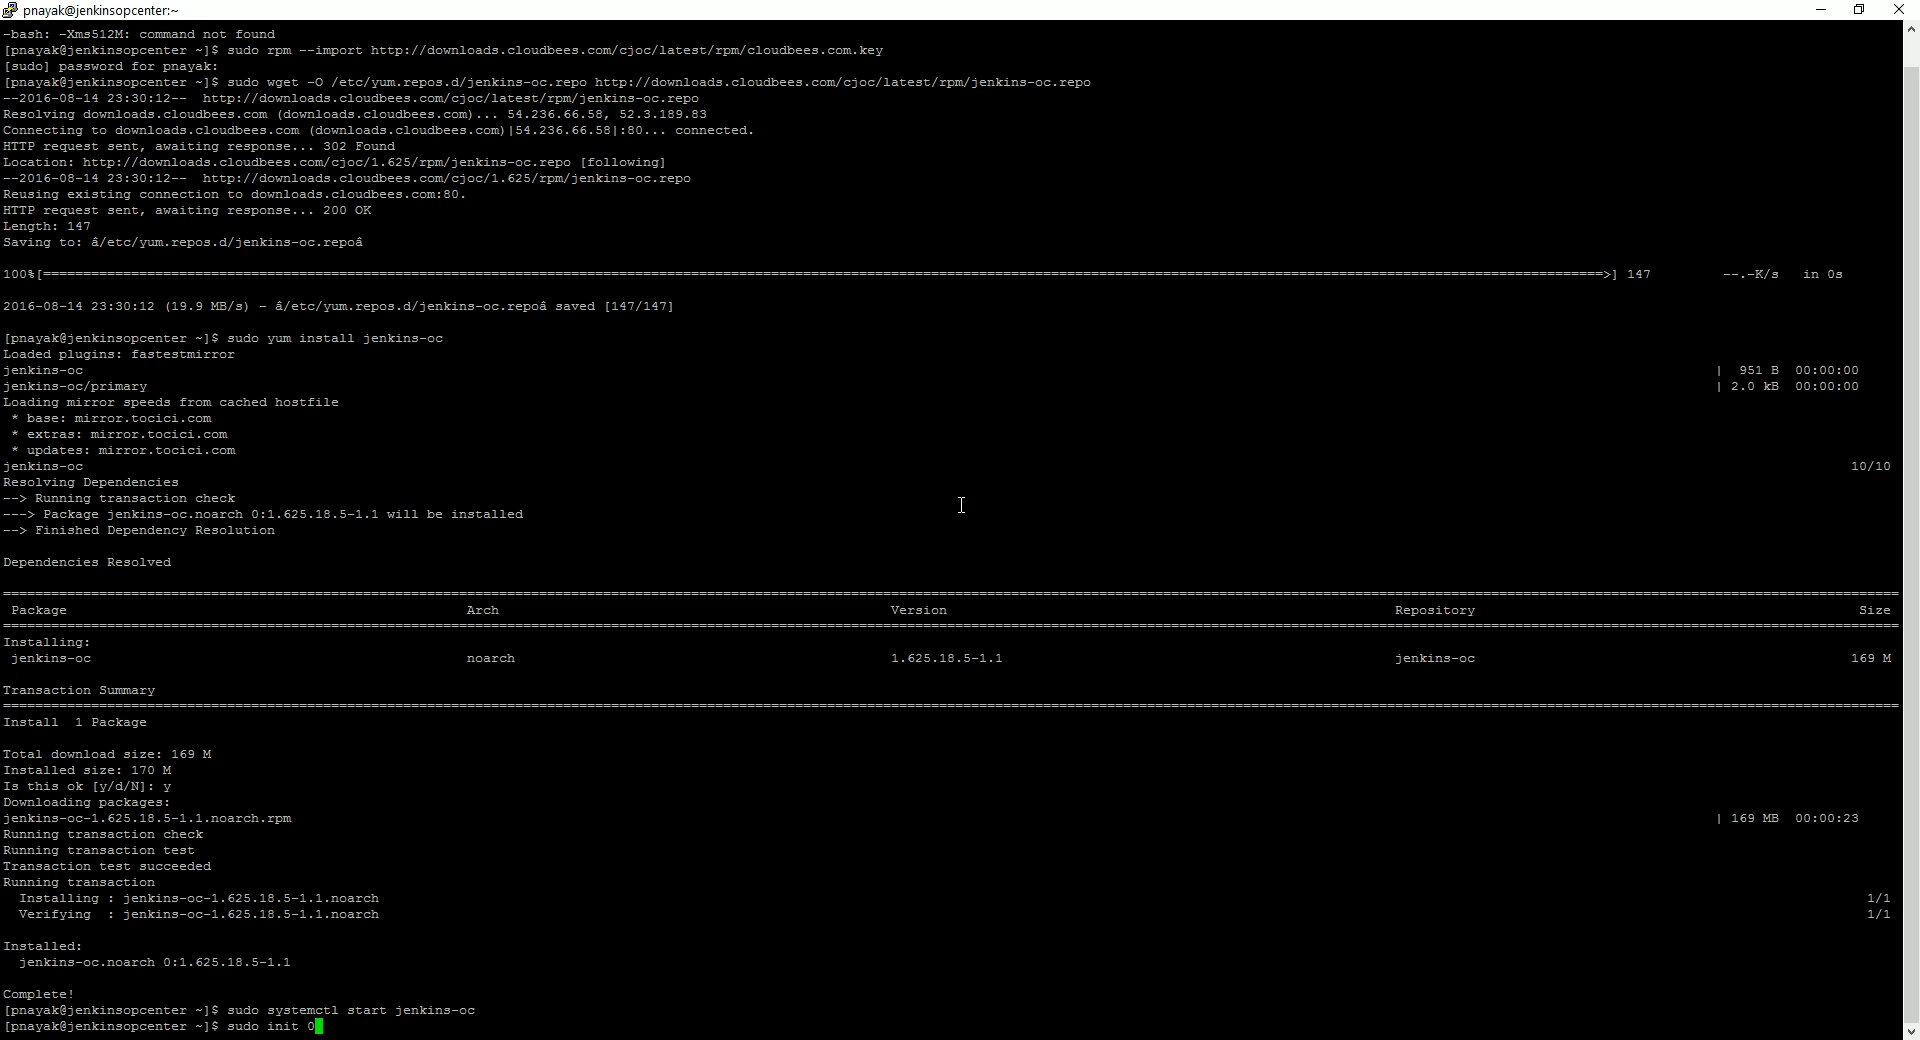 pnayak@jenkinsopcenter:~
-bash: -Xms512M: command not found
[pnayak@jenkinsopcenter ~]$ sudo rpm --import http://downloads.cloudbees.com/cjoc/latest/rpm/cloudbees.com.key
[sudo] password for pnayak:
[pnayak@jenkinsopcenter ~]$ sudo wget -O /etc/yum.repos.d/jenkins-oc.repo http://downloads.cloudbees.com/cjoc/latest/rpm/jenkins-oc.repo
--2016-08-14 23:30:12--  http://downloads.cloudbees.com/cjoc/latest/rpm/jenkins-oc.repo
Resolving downloads.cloudbees.com (downloads.cloudbees.com)... 54.236.66.58, 52.3.189.83
Connecting to downloads.cloudbees.com (downloads.cloudbees.com)|54.236.66.58|:80... connected.
HTTP request sent, awaiting response... 302 Found
Location: http://downloads.cloudbees.com/cjoc/1.625/rpm/jenkins-oc.repo [following]
--2016-08-14 23:30:12--  http://downloads.cloudbees.com/cjoc/1.625/rpm/jenkins-oc.repo
Reusing existing connection to downloads.cloudbees.com:80.
HTTP request sent, awaiting response... 200 OK
Length: 147
Saving to: â/etc/yum.repos.d/jenkins-oc.repoâ
100%[=====================================>] 147 --.-K/s in 0s
2016-08-14 23:30:12 (19.9 MB/s) - â/etc/yum.repos.d/jenkins-oc.repoâ saved [147/147]
[pnayak@jenkinsopcenter ~]$ sudo yum install jenkins-oc
Loaded plugins: fastestmirror
jenkins-oc | 951 B 00:00:00
jenkins-oc/primary | 2.0 kB 00:00:00
Loading mirror speeds from cached hostfile
* base: mirror.tocici.com
* extras: mirror.tocici.com
* updates: mirror.tocici.com
jenkins-oc 10/10
Resolving Dependencies
--> Running transaction check
---> Package jenkins-oc.noarch 0:1.625.18.5-1.1 will be installed
--> Finished Dependency Resolution
Dependencies Resolved
Package Arch Version Repository Size
Installing:
jenkins-oc noarch 1.625.18.5-1.1 jenkins-oc 169 M
Transaction Summary
Install  1 Package
Total download size: 169 M
Installed size: 170 M
Is this ok [y/d/N]: y
Downloading packages:
jenkins-oc-1.625.18.5-1.1.noarch.rpm | 169 MB 00:00:23
Running transaction check
Running transaction test
Transaction test succeeded
Running transaction
Installing : jenkins-oc-1.625.18.5-1.1.noarch 1/1
Verifying  : jenkins-oc-1.625.18.5-1.1.noarch 1/1
Installed:
jenkins-oc.noarch 0:1.625.18.5-1.1
Complete!
[pnayak@jenkinsopcenter ~]$ sudo systemctl start jenkins-oc
[pnayak@jenkinsopcenter ~]$ sudo init 0